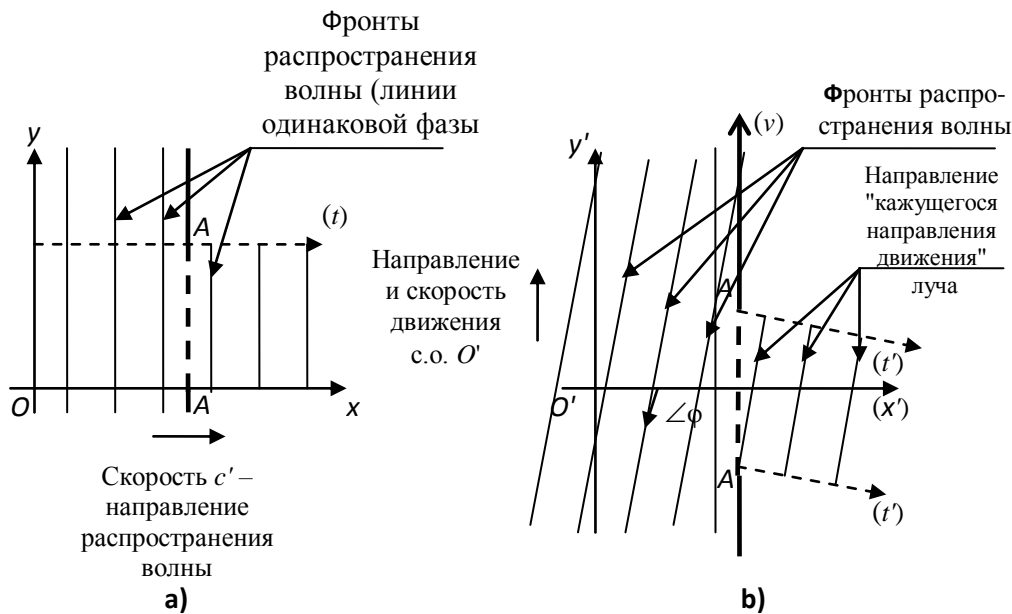 Фронты
распространения
волны (линии
одинаковой фазы
y
(t)
A
A
O
x
Скорость c' –
направление
распространения
волны
a)
Направление
и скорость
движения
с.о. O'
y'
(v)
Фронты распро-
странения волны
Направление
"кажущегося
направления
движения"
луча
A
(t')
O'
(x')
∠φ
A
(t')
b)